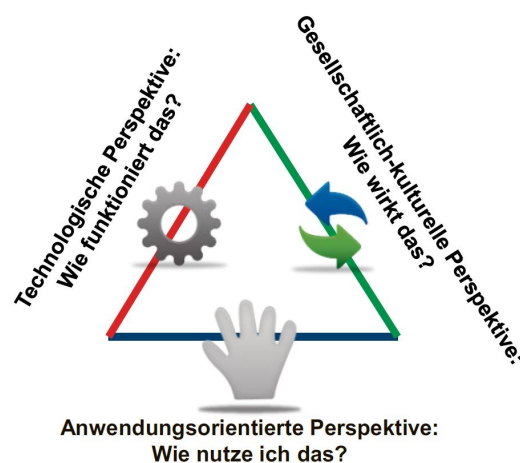 Technologische Perspektive:
Wie funktioniert das?
Gesellschaftlich-kulturelle Perspektive:
Wie wirkt das?
Anwendungsorientierte Perspektive:
Wie nutze ich das?